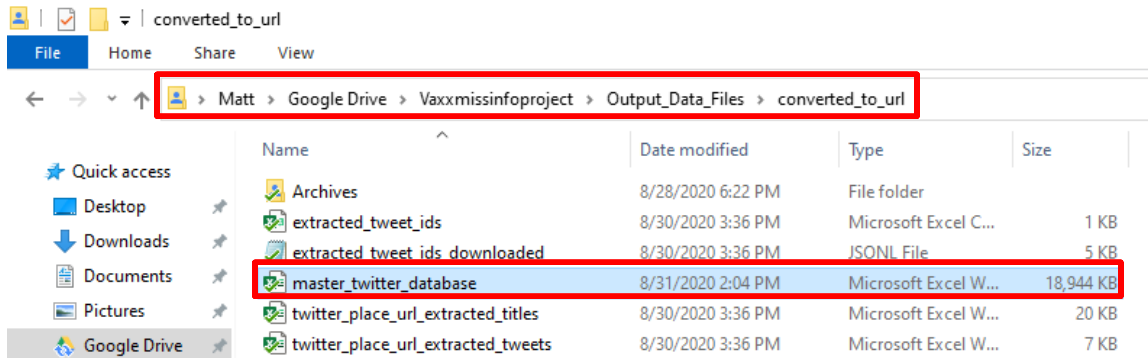 converted_to_url
File Home Share View
Matt > Google Drive > Vaxxmissinfoproject > Output_Data_Files > converted_to_url
Name Date modified Type Size
Quick access
Archives 8/28/2020 6:22 PM File folder
Desktop
extracted_tweet_ids 8/30/2020 3:36 PM Microsoft Excel C... 1 KB
Downloads
extracted_tweet_ids_downloaded 8/30/2020 3:36 PM JSONL File 5 KB
Documents
master_twitter_database 8/31/2020 2:04 PM Microsoft Excel W... 18,944 KB
Pictures
twitter_place_url_extracted_titles 8/30/2020 3:36 PM Microsoft Excel W... 20 KB
Google Drive
twitter_place_url_extracted_tweets 8/30/2020 3:36 PM Microsoft Excel W... 7 KB